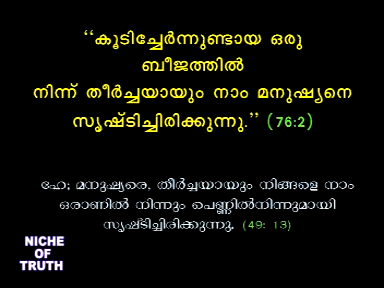 ‘‘കൂടിച്ചേർന്നുണ്ടായ ഒരു
ബീജത്തിൽ
നിന്ന് തീർച്ചയായും നാം മനുഷ്യനെ
സൃഷ്ടിച്ചിരിക്കുന്നു.’’ (76:2)
ഹേ; മനുഷ്യരെ, തീർച്ചയായും നിങ്ങളെ നാം
ഒരാണിൽ നിന്നും പെണ്ണിൽനിന്നുമായി
സൃഷ്ടിച്ചിരിക്കുന്നു. (49: 13)
NICHE
OF
TRUTH